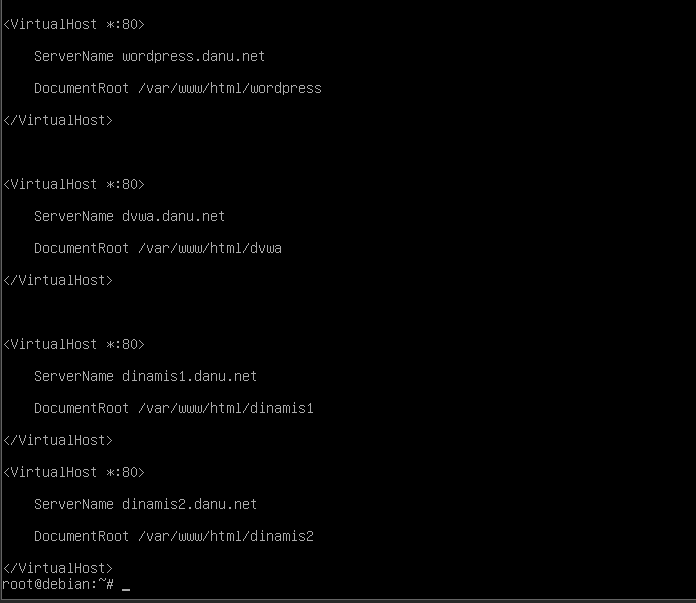 <VirtualHost *:80>
ServerName wordpress.danu.net
DocumentRoot /var/www/html/wordpress
</VirtualHost>
<VirtualHost *:80>
ServerName dvwa.danu.net
DocumentRoot /var/www/html/dvwa
</VirtualHost>
<VirtualHost *:80>
ServerName dinamis1.danu.net
DocumentRoot /var/www/html/dinamis1
</VirtualHost>
<VirtualHost *:80>
ServerName dinamis2.danu.net
DocumentRoot /var/www/html/dinamis2
</VirtualHost>
root@debian:~# _